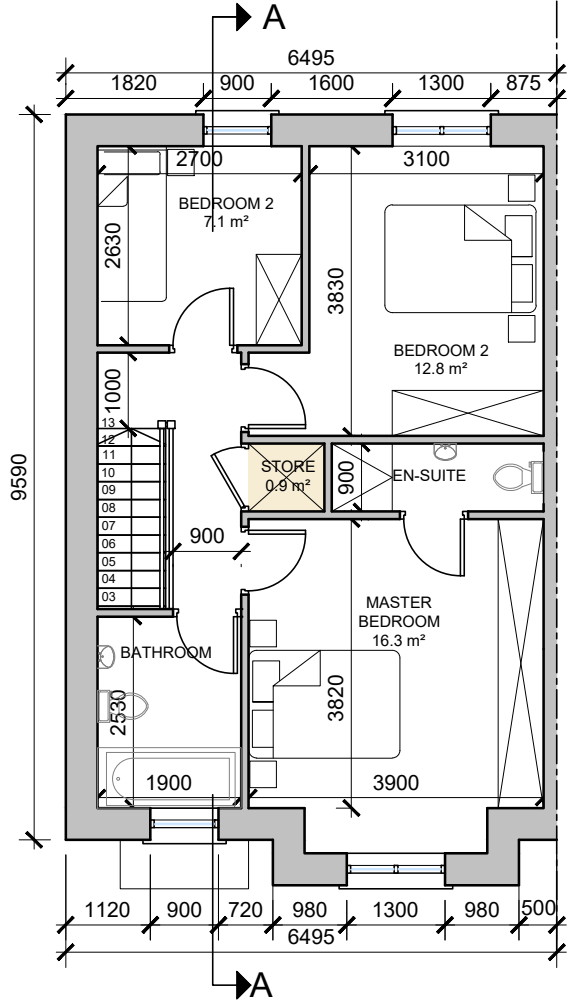 A
6495
1820 900 1600 1300 875
2700
3100
BEDROOM 2
7.1 m²
2630
3830
BEDROOM 2
12.8 m²
1000
13
12
11
10
09
08
07
06
05
04
03
9590
STORE
0.9 m²
900
EN-SUITE
900
MASTER
BEDROOM
16.3 m²
BATHROOM
2530
3820
1900
3900
1120 900 720 980 1300 980 500
6495
A